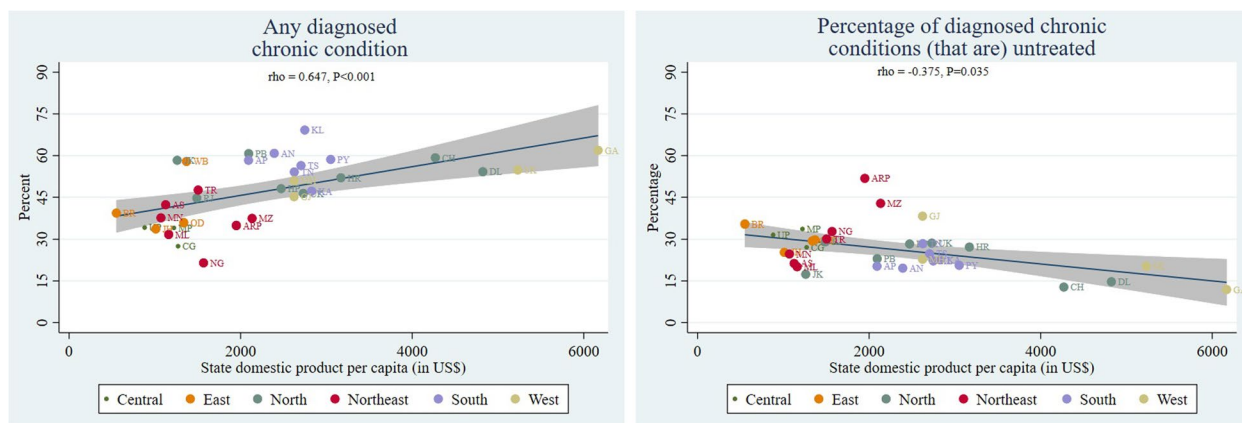 Any diagnosed
chronic condition
rho = 0.647, P<0.001
Percent
90
75
60
45
30
15
0
KL
PB
AN
AP
WB
TS
PY
TN
CH
DL
GA
HR
KA
TR
AS
BR
MN
OD
MZ
ARP
ML
CG
NG
0
2000
4000
6000
State domestic product per capita (in US$)
Central
East
North
Northeast
South
West
Percentage of diagnosed chronic
conditions (that are) untreated
rho = -0.375, P=0.035
Percentage
90
75
60
45
30
15
0
ARP
MZ
GJ
BR
MP
UP
NG
TR
CG
UK
HR
MN
PB
AS
ML
AP
AN
PY
JK
CH
DL
0
2000
4000
6000
State domestic product per capita (in US$)
Central
East
North
Northeast
South
West